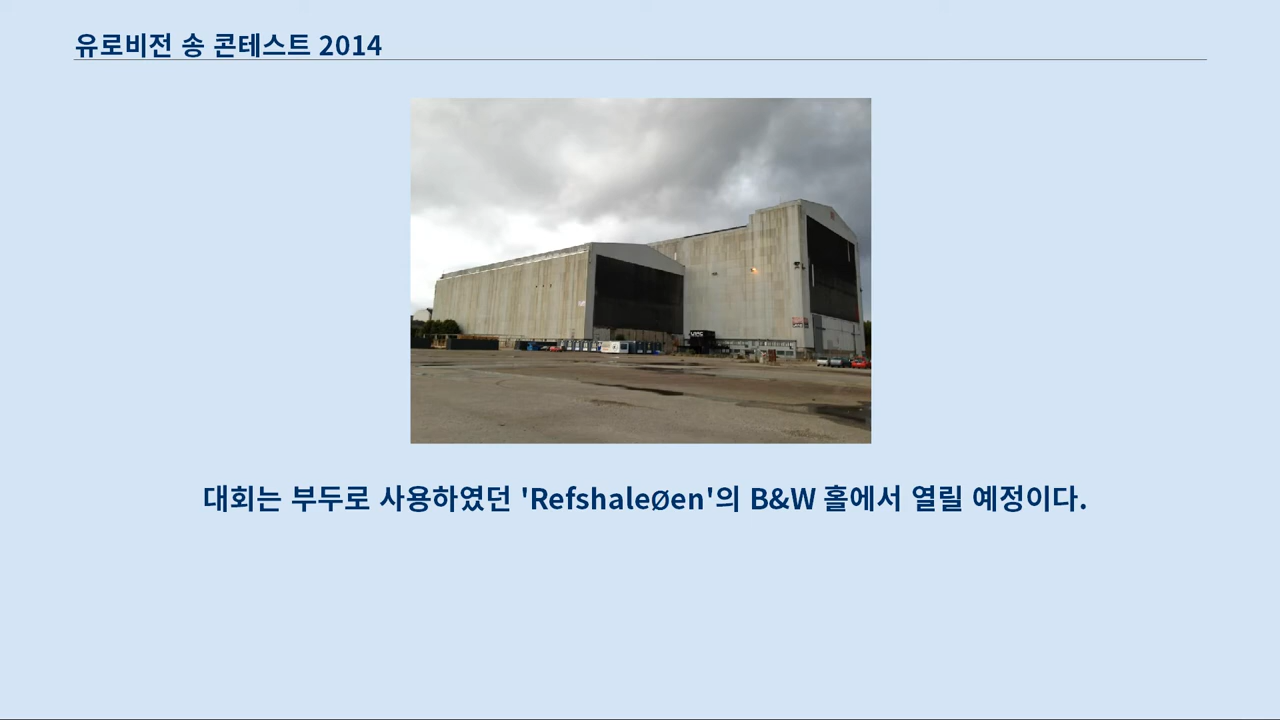 유로비전 송 콘테스트 2014
대회는 부두로 사용하였던 'Refshaleøen'의 B&W 홀에서 열릴 예정이다.